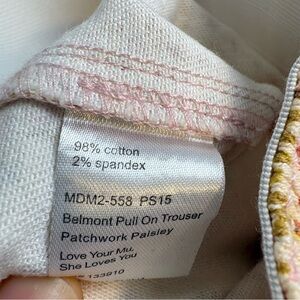 98% cotton
2% spandex
MDM2-558 PS15
Belmont Pull On Trouser
Patchwork Paisley
Love Your Mu,
She Loves You
133910